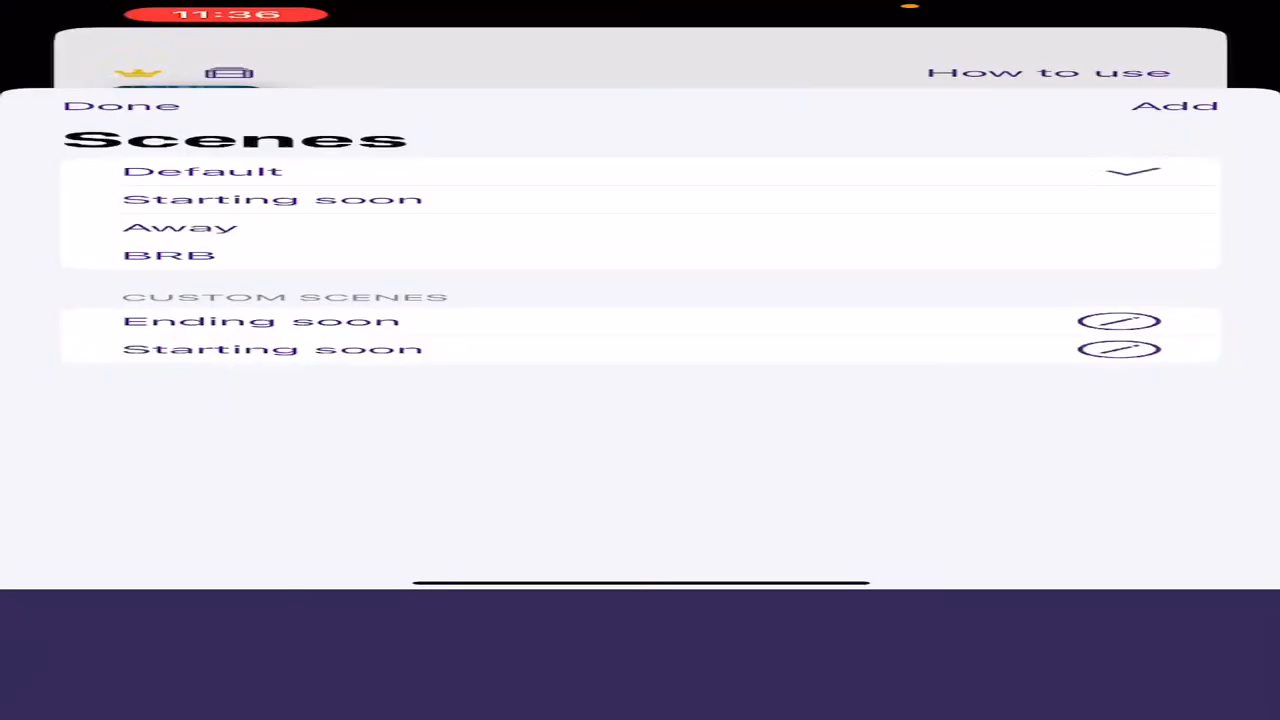 11:36
How to use
Done
Add
Scenes
Default
Starting soon
Away
BRB
CUSTOM SCENES
Ending soon
Starting soon